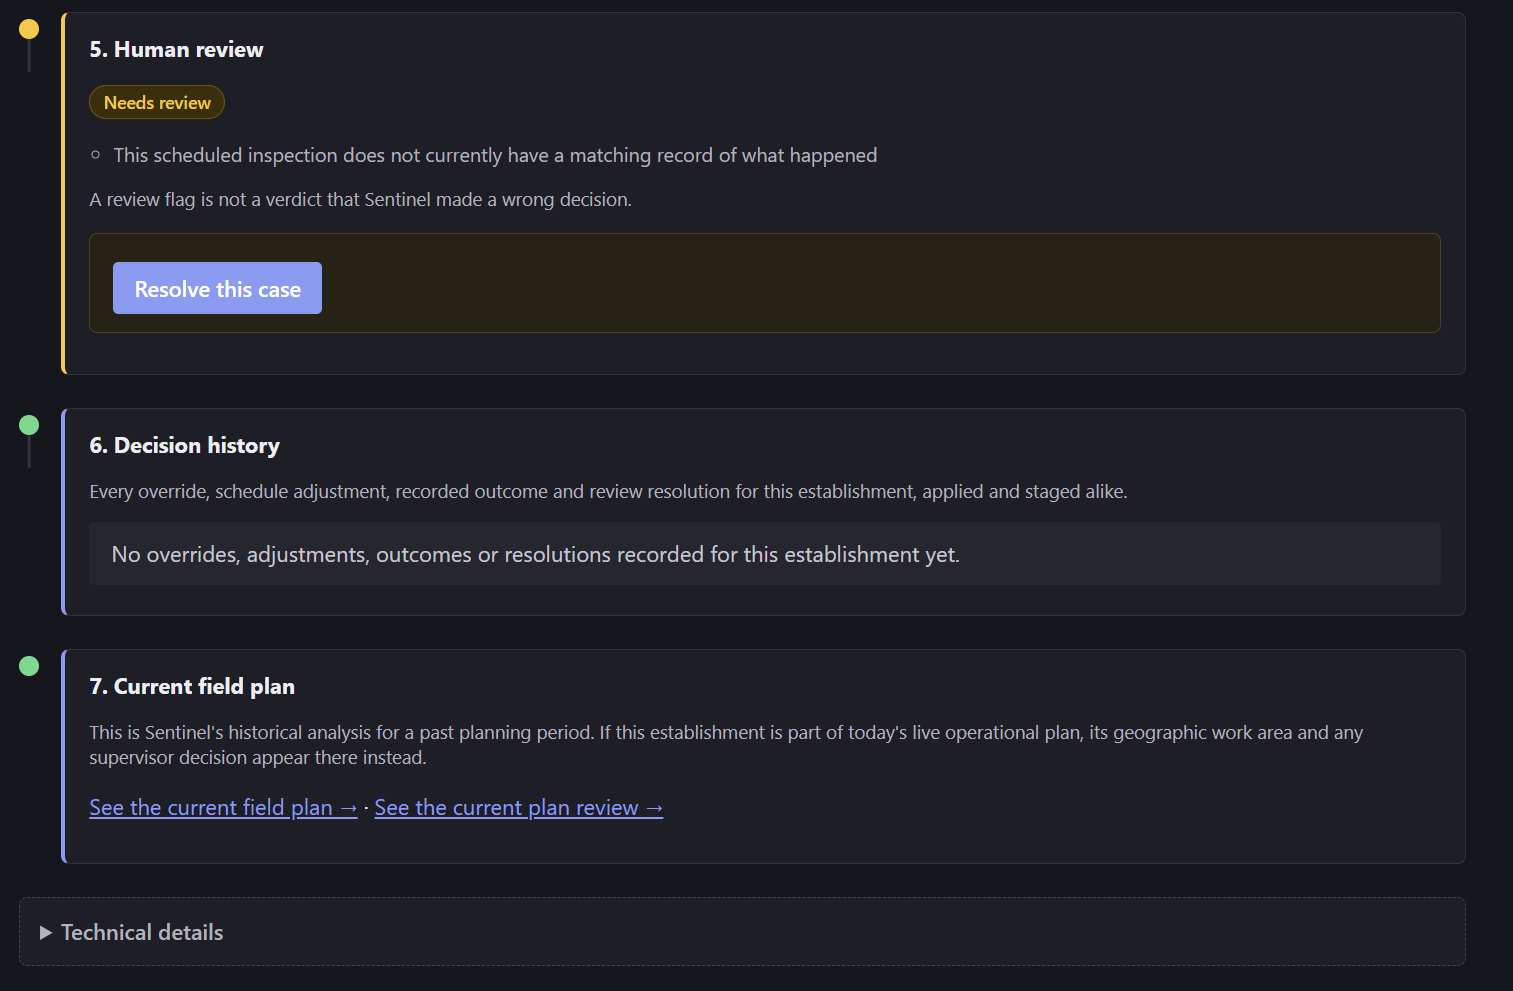 5. Human review
Needs review
This scheduled inspection does not currently have a matching record of what happened
A review flag is not a verdict that Sentinel made a wrong decision.
Resolve this case
6. Decision history
Every override, schedule adjustment, recorded outcome and review resolution for this establishment, applied and staged alike.
No overrides, adjustments, outcomes or resolutions recorded for this establishment yet.
7. Current field plan
This is Sentinel's historical analysis for a past planning period. If this establishment is part of today's live operational plan, its geographic work area and any
supervisor decision appear there instead.
See the current field plan → · See the current plan review →
Technical details